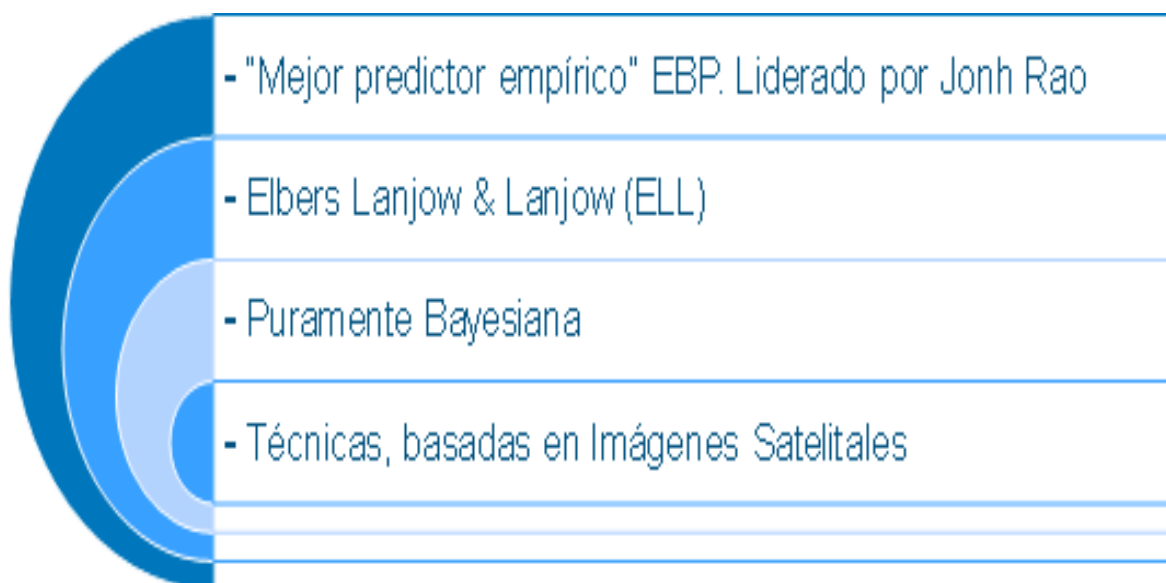 - "Mejor predictor empírico" EBP. Liderado por Jonh Rao
- Elbers Lanjow & Lanjow (ELL)
- Puramente Bayesiana
- Técnicas, basadas en Imágenes Satelitales